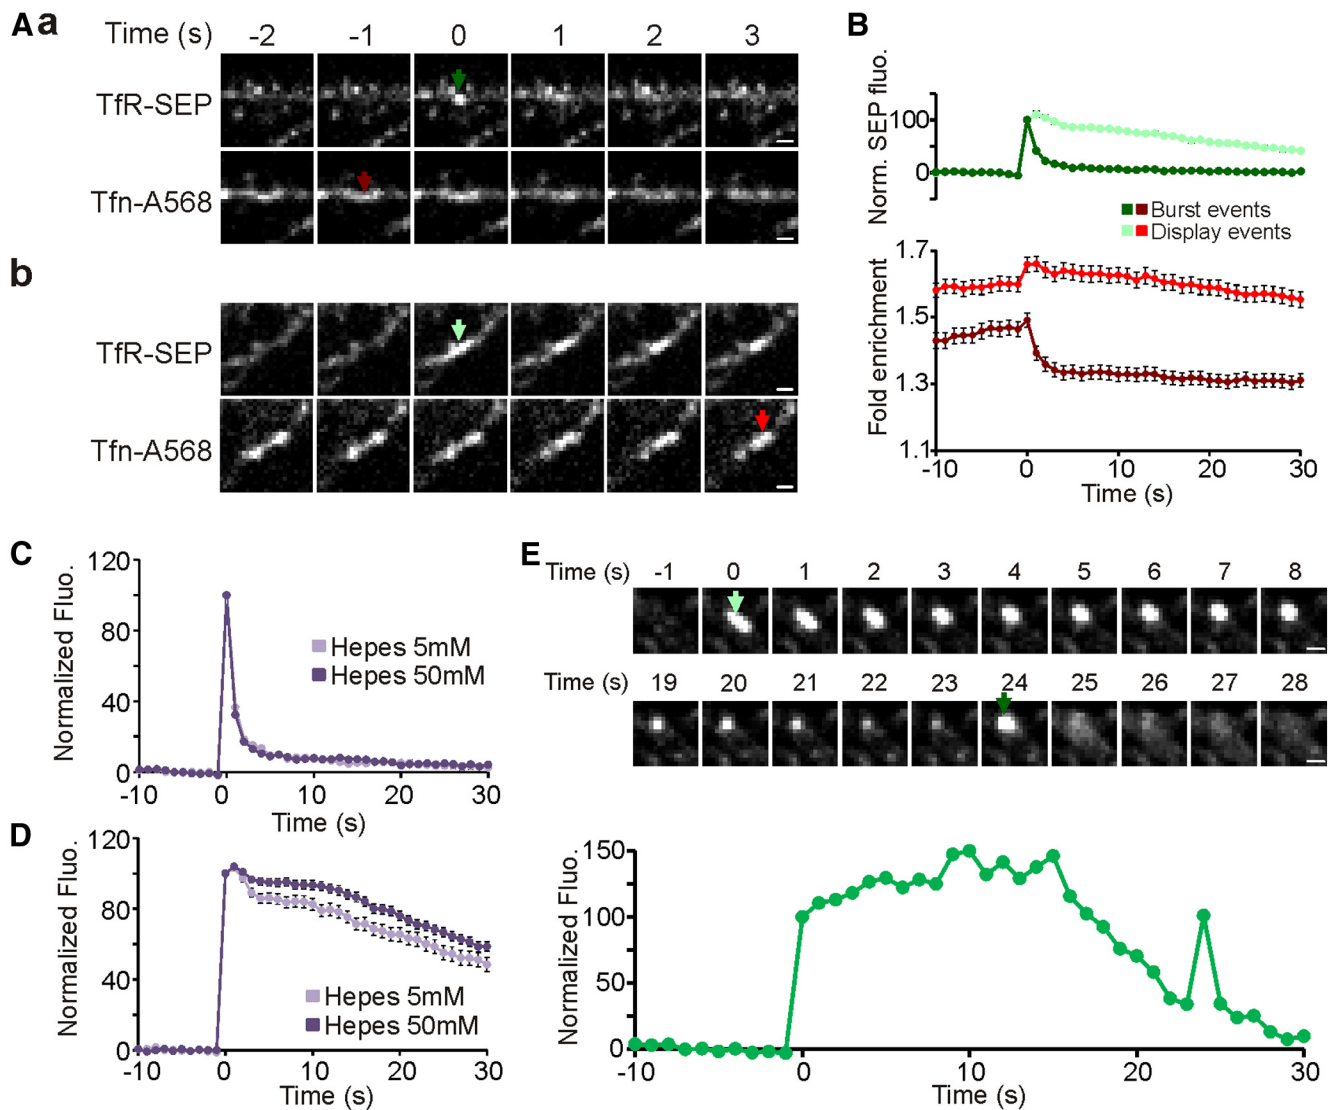 A a
Time (s) -2 -1 0 1 2 3
TfR-SEP
Tfn-A568
b
TfR-SEP
Tfn-A568
B
Norm. SEP fluo.
100
0
Burst events
Display events
Fold enrichment
1.7
1.5
1.3
1.1
-10 0 10 20 30
Time (s)
C
Normalized Fluo.
120
80
40
0
Hepes 5mM
Hepes 50mM
-10 0 10 20 30
Time (s)
D
Normalized Fluo.
120
80
40
0
Hepes 5mM
Hepes 50mM
-10 0 10 20 30
Time (s)
E
Time (s) -1 0 1 2 3 4 5 6 7 8
Time (s) 19 20 21 22 23 24 25 26 27 28
Normalized Fluo.
150
100
50
0
-10 0 10 20 30
Time (s)